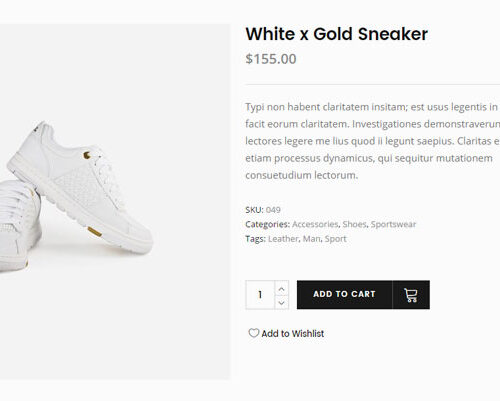 White x Gold Sneaker
$155.00
Typi non habent claritatem insitam; est usus legentis in
facit eorum claritatem. Investigationes demonstraverun
lectores legere me lius quod ii legunt saepius. Claritas e
etiam processus dynamicus, qui sequitur mutationem
consuetudium lectorum.
SKU: 049
Categories: Accessories, Shoes, Sportswear
Tags: Leather, Man, Sport
1 ADD TO CART
Add to Wishlist